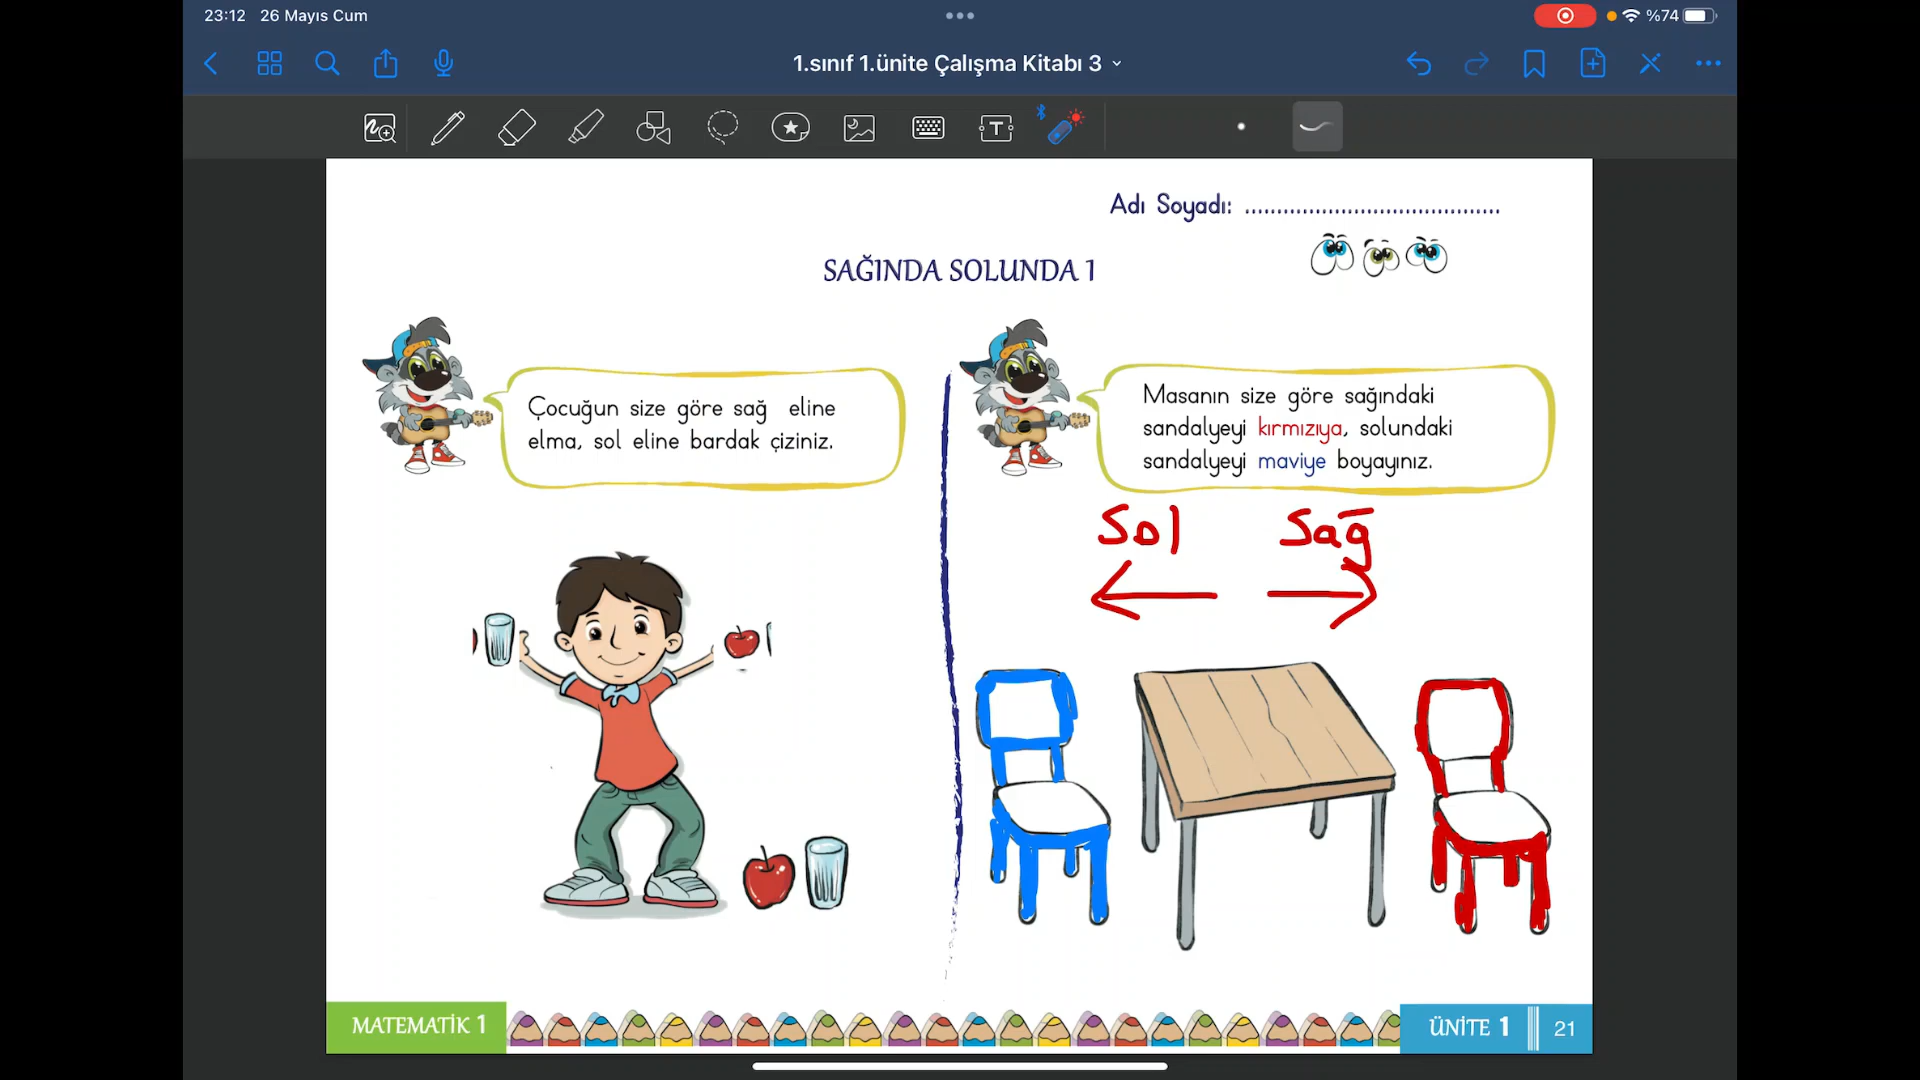 23:12 26 Mayıs Cum
%74
1.sınıf 1.ünite Çalışma Kitabı 3
T
Adı Soyadı: ........................................
SAĞINDA SOLUNDA 1
Çocuğun size göre sağ eline
elma, sol eline bardak çiziniz.
Masanın size göre sağındaki
sandalyeyi kırmızıya, solundaki
sandalyeyi maviye boyayınız.
Sol Sağ
MATEMATİK 1
ÜNİTE 1 21